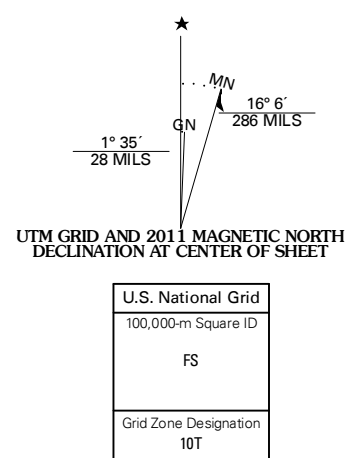 ★
MN
GN
16° 6´
286 MILS
1° 35´
28 MILS
UTM GRID AND 2011 MAGNETIC NORTH
DECLINATION AT CENTER OF SHEET
U.S. National Grid
100,000-m Square ID
FS
Grid Zone Designation
10T